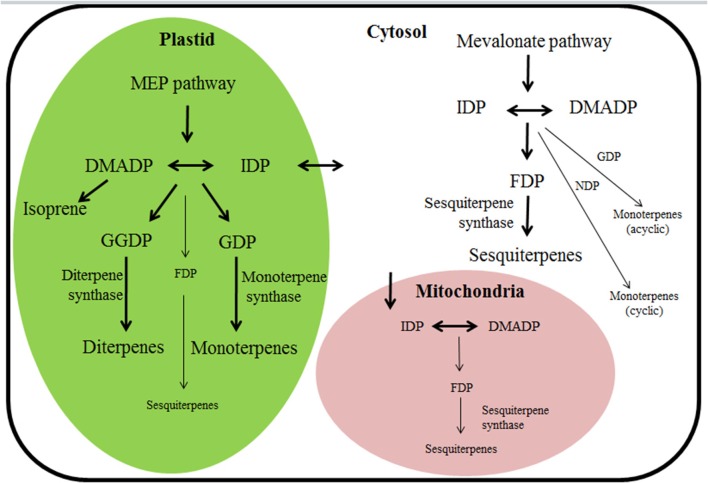 Plastid
MEP pathway
DMADP
IDP
Isoprene
GGDP
GDP
Diterpene
synthase
FDP
Monoterpene
synthase
Diterpenes
Monoterpenes
Sesquiterpenes
Cytosol
Mevalonate pathway
IDP
DMADP
GDP
NDP
FDP
Sesquiterpene
synthase
Monoterpenes
(acyclic)
Sesquiterpenes
Monoterpenes
(cyclic)
Mitochondria
IDP
DMADP
FDP
Sesquiterpene
synthase
Sesquiterpenes